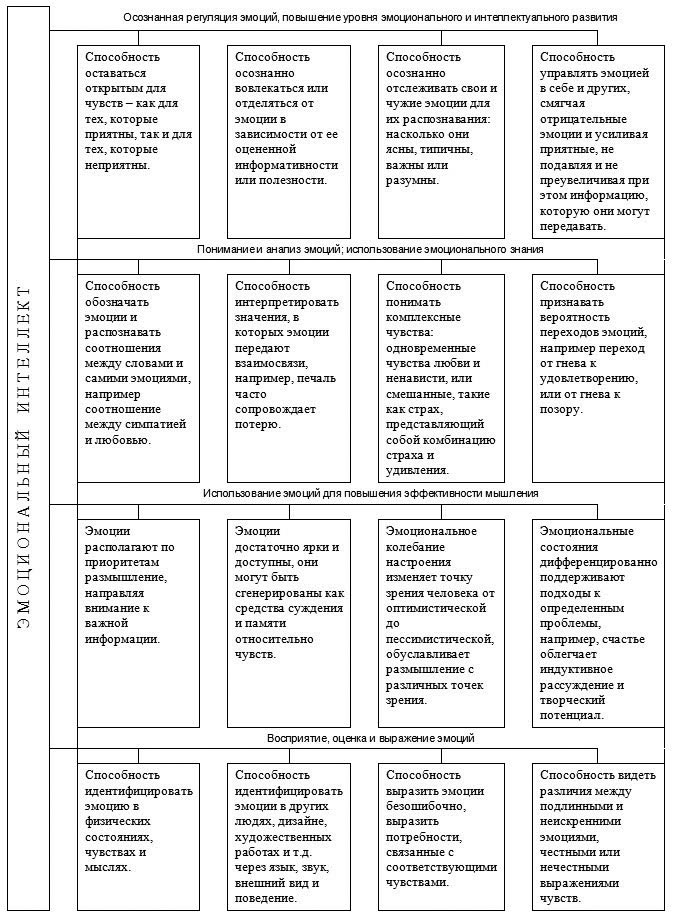 ЭМОЦИОНАЛЬНЫЙ ИНТЕЛЛЕКТ
Осознанная регуляция эмоций, повышение уровня эмоционального и интеллектуального развития
Способность
оставаться
открытым для
чувств – как для
тех, которые
приятны, так и для
тех, которые
неприятны.
Способность
осознанно
вовлекаться или
отделяться от
эмоции в
зависимости от ее
оцененной
информативности
или полезности.
Способность
осознанно
отслеживать свои и
чужие эмоции для
их распознавания:
насколько они
ясны, типичны,
важны или
разумны.
Способность
управлять эмоцией
в себе и других,
смягчая
отрицательные
эмоции и усиливая
приятные, не
подавляя и не
преувеличивая при
этом информацию,
которую они могут
передавать.
Понимание и анализ эмоций; использование эмоционального знания
Способность
обозначать
эмоции и
распознавать
соотношения
между словами и
самими эмоциями,
например
соотношение
между симпатией
и любовью.
Способность
интерпретировать
значения, в
которых эмоции
передают
взаимосвязи,
например, печаль
часто
сопровождает
потерю.
Способность
понимать
комплексные
чувства:
одновременные
чувства любви и
ненависти, или
смешанные, такие
как страх,
представляющий
собой комбинацию
страха и
удивления.
Способность
признавать
вероятность
переходов эмоций,
например переход
от гнева к
удовлетворению,
или от гнева к
позору.
Использование эмоций для повышения эффективности мышления
Эмоции
располагают по
приоритетам
размышление,
направляя
внимание к
важной
информации.
Эмоции
достаточно ярки и
доступны, они
могут быть
сгенерированы как
средства суждения
и памяти
относительно
чувств.
Эмоциональное
колебание
настроения
изменяет точку
зрения человека от
оптимистической
до
пессимистической,
обуславливает
размышление с
различных точек
зрения.
Эмоциональные
состояния
дифференцированно
поддерживают
подходы к
определенным
проблемы,
например, счастье
облегчает
индуктивное
рассуждение и
творческий
потенциал.
Восприятие, оценка и выражение эмоций
Способность
идентифицировать
эмоцию в
физических
состояниях,
чувствах и
мыслях.
Способность
идентифицировать
эмоции в других
людях, дизайне,
художественных
работах и т.д.
через язык, звук,
внешний вид и
поведение.
Способность
выразить эмоции
безошибочно,
выразить
потребности,
связанные с
соответствующими
чувствами.
Способность видеть
различия между
подлинными и
неискренними
эмоциями,
честными или
нечестными
выражениями
чувств.